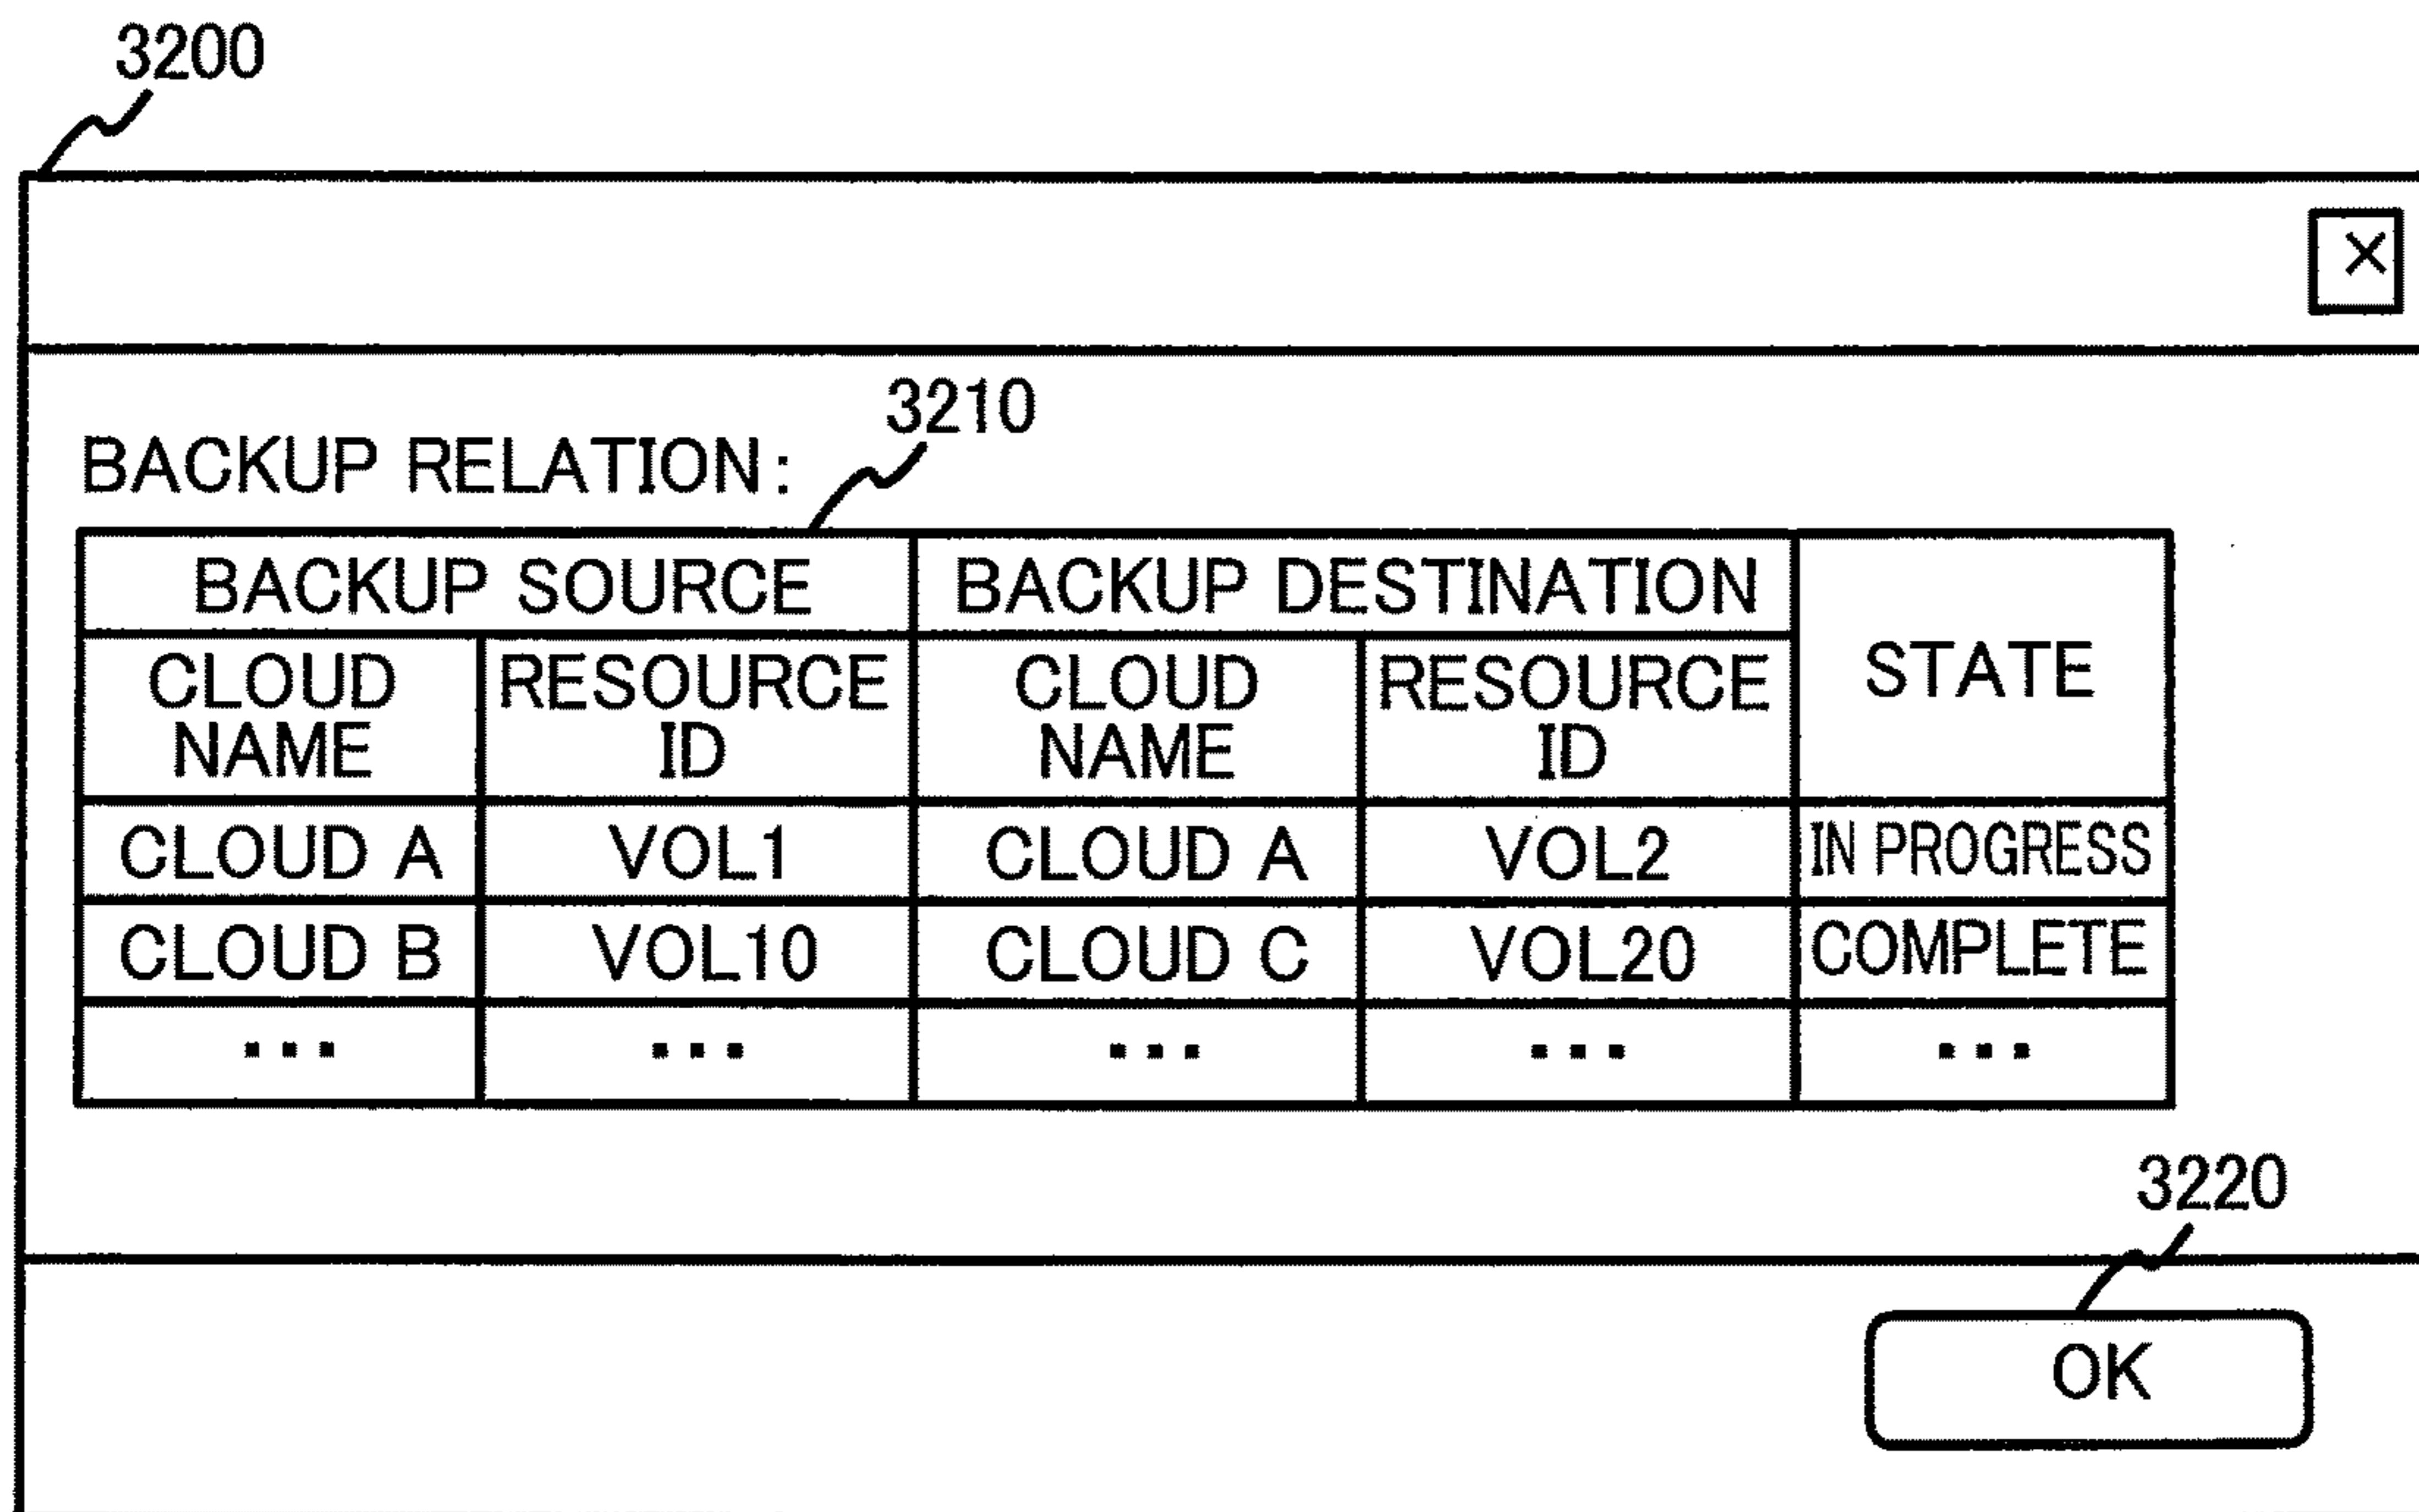 3200
×
3210
BACKUP RELATION:
BACKUP SOURCE BACKUP DESTINATION STATE
CLOUD NAME RESOURCE ID CLOUD NAME RESOURCE ID
CLOUD A VOL1 CLOUD A VOL2 IN PROGRESS
CLOUD B VOL10 CLOUD C VOL20 COMPLETE
... ... ... ... ...
3220
OK